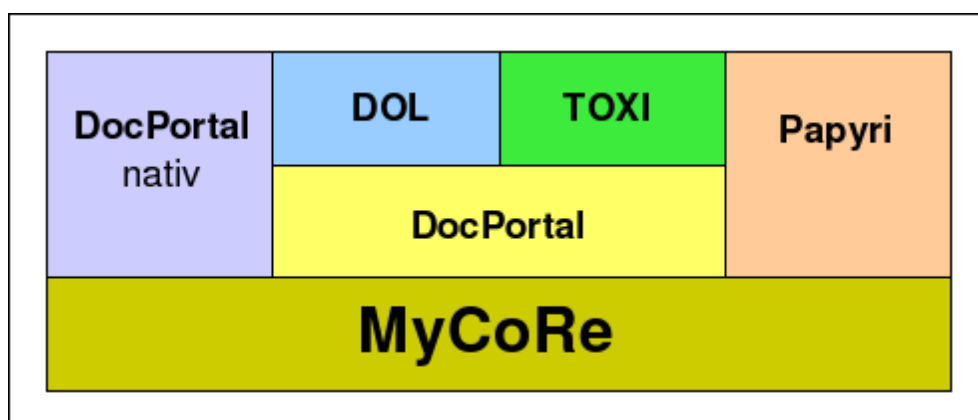 DocPortal
nativ
DOL
TOXI
Papyri
DocPortal
MyCoRe